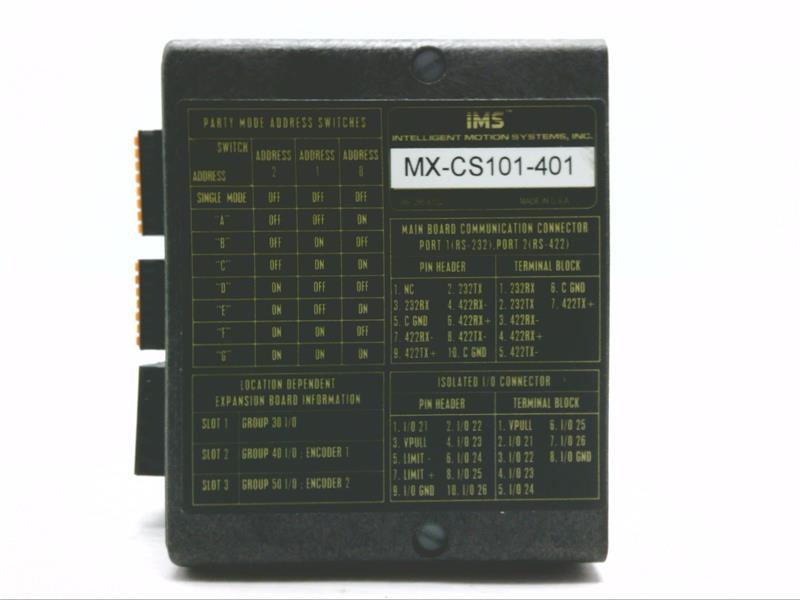 PARTY MODE ADDRESS SWITCHES
SWITCH ADDRESS ADDRESS ADDRESS
ADDRESS 2 1 0
SINGLE MODE OFF OFF OFF
"A" OFF OFF ON
"B" OFF ON OFF
"C" OFF ON ON
"D" ON OFF OFF
"E" ON OFF ON
"F" ON ON OFF
"G" ON ON ON
LOCATION DEPENDENT
EXPANSION BOARD INFORMATION
SLOT 1 GROUP 30 I/O
SLOT 2 GROUP 40 I/O ; ENCODER 1
SLOT 3 GROUP 50 I/O ; ENCODER 2
IMS™
INTELLIGENT MOTION SYSTEMS, INC.
MX-CS101-401
MADE IN U.S.A.
MAIN BOARD COMMUNICATION CONNECTOR
PORT 1(RS-232), PORT 2(RS-422)
PIN HEADER TERMINAL BLOCK
1. NC 2. 232TX 1. 232RX 6. C GND
3. 232RX 4. 422RX- 2. 232TX 7. 422TX+
5. C GND 6. 422RX+ 3. 422RX-
7. 422RX- 8. 422TX- 4. 422RX+
9. 422TX+ 10. C GND 5. 422TX-
ISOLATED I/O CONNECTOR
PIN HEADER TERMINAL BLOCK
1. I/O 21 2. I/O 22 1. VPULL 6. I/O 25
3. VPULL 4. I/O 23 2. I/O 21 7. I/O 26
5. LIMIT - 6. I/O 24 3. I/O 22 8. I/O GND
7. LIMIT + 8. I/O 25 4. I/O 23
9. I/O GND 10. I/O 26 5. I/O 24